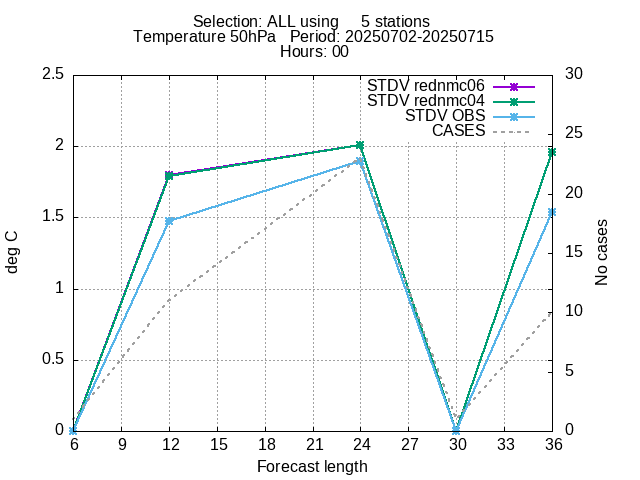 Selection: ALL using 5 stations
Temperature 50hPa Period: 20250702-20250715
Hours: 00
2.5
2
1.5
1
0.5
0
30
25
20
15
10
5
0
STDV rednmc06
STDV rednmc04
STDV OBS
CASES
deg C
No cases
6 9 12 15 18 21 24 27 30 33 36
Forecast length